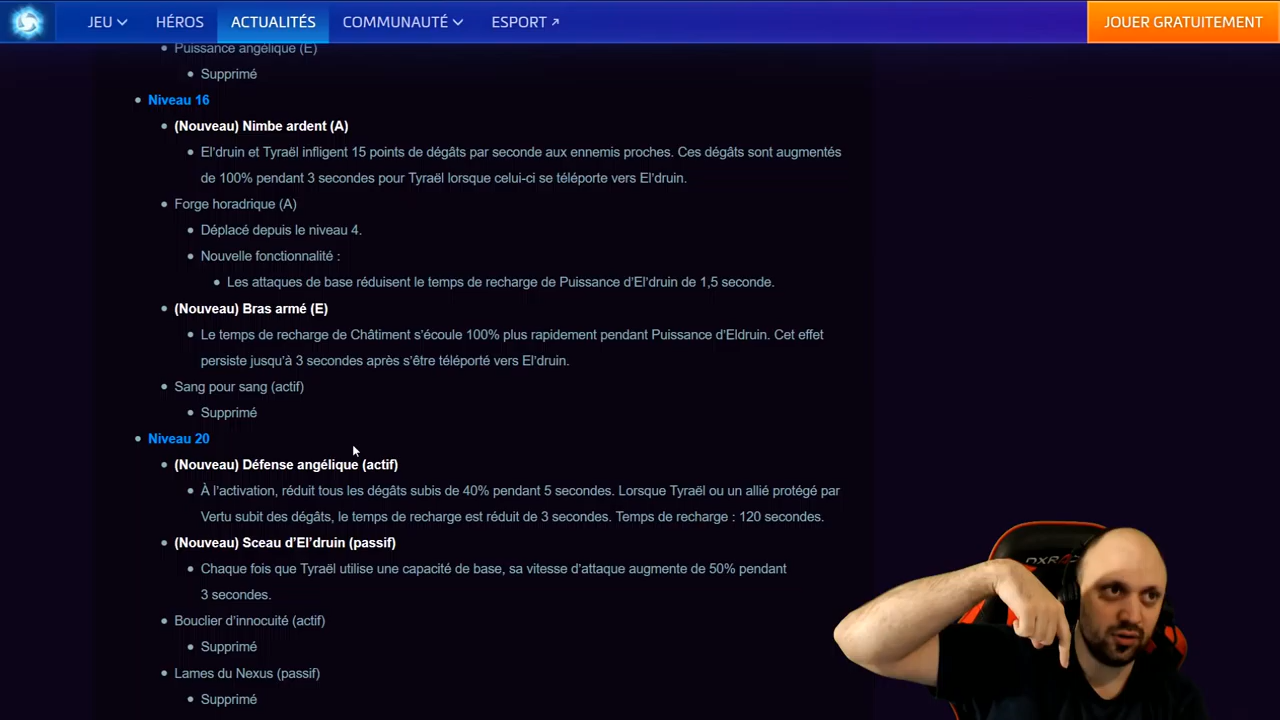 JEU HÉROS ACTUALITÉS COMMUNAUTÉ ESPORT JOUER GRATUITEMENT
Puissance angélique (E)
Supprimé
Niveau 16
(Nouveau) Nimbe ardent (A)
El’druin et Tyraël infligent 15 points de dégâts par seconde aux ennemis proches. Ces dégâts sont augmentés
de 100% pendant 3 secondes pour Tyraël lorsque celui-ci se téléporte vers El’druin.
Forge horadrique (A)
Déplacé depuis le niveau 4.
Nouvelle fonctionnalité :
Les attaques de base réduisent le temps de recharge de Puissance d’El’druin de 1,5 seconde.
(Nouveau) Bras armé (E)
Le temps de recharge de Châtiment s’écoule 100% plus rapidement pendant Puissance d’Eldruin. Cet effet
persiste jusqu’à 3 secondes après s’être téléporté vers El’druin.
Sang pour sang (actif)
Supprimé
Niveau 20
(Nouveau) Défense angélique (actif)
À l’activation, réduit tous les dégâts subis de 40% pendant 5 secondes. Lorsque Tyraël ou un allié protégé par
Vertu subit des dégâts, le temps de recharge est réduit de 3 secondes. Temps de recharge : 120 secondes.
(Nouveau) Sceau d’El’druin (passif)
Chaque fois que Tyraël utilise une capacité de base, sa vitesse d’attaque augmente de 50% pendant
3 secondes.
Bouclier d’innocuité (actif)
Supprimé
Lames du Nexus (passif)
Supprimé